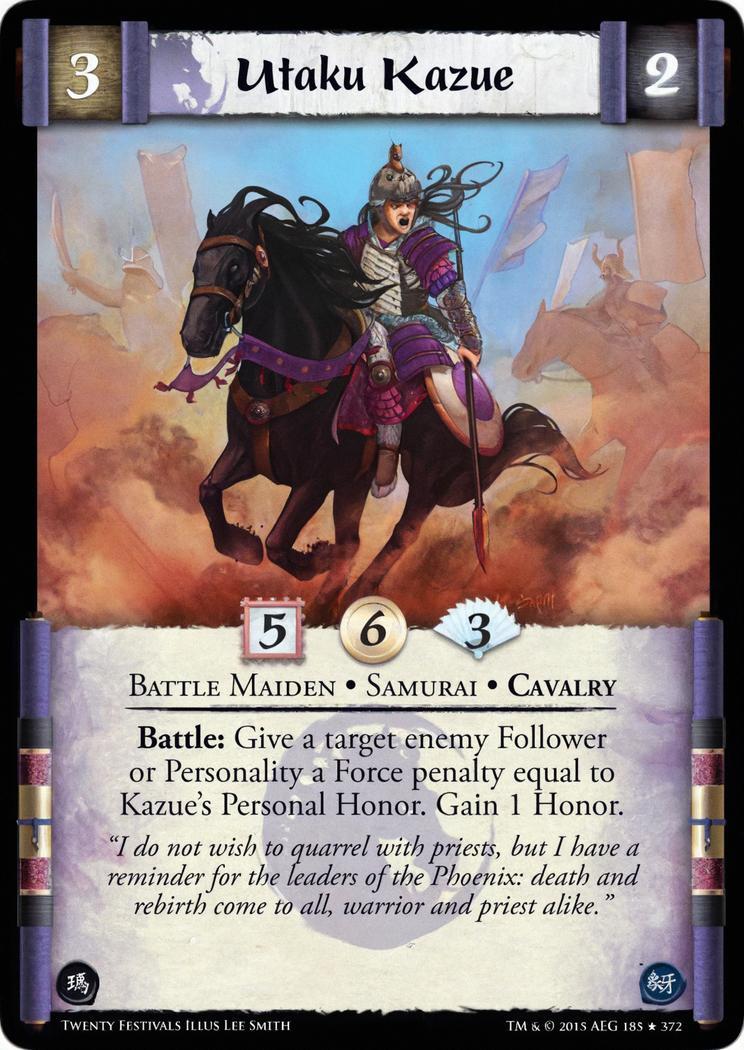 3
Utaku Kazue
2
5
6
3
Battle Maiden • Samurai • Cavalry
Battle: Give a target enemy Follower
or Personality a Force penalty equal to
Kazue's Personal Honor. Gain 1 Honor.
“I do not wish to quarrel with priests, but I have a
reminder for the leaders of the Phoenix: death and
rebirth come to all, warrior and priest alike.”
象牙
Twenty Festivals Illus Lee Smith
TM & © 2015 AEG 185 ★ 372